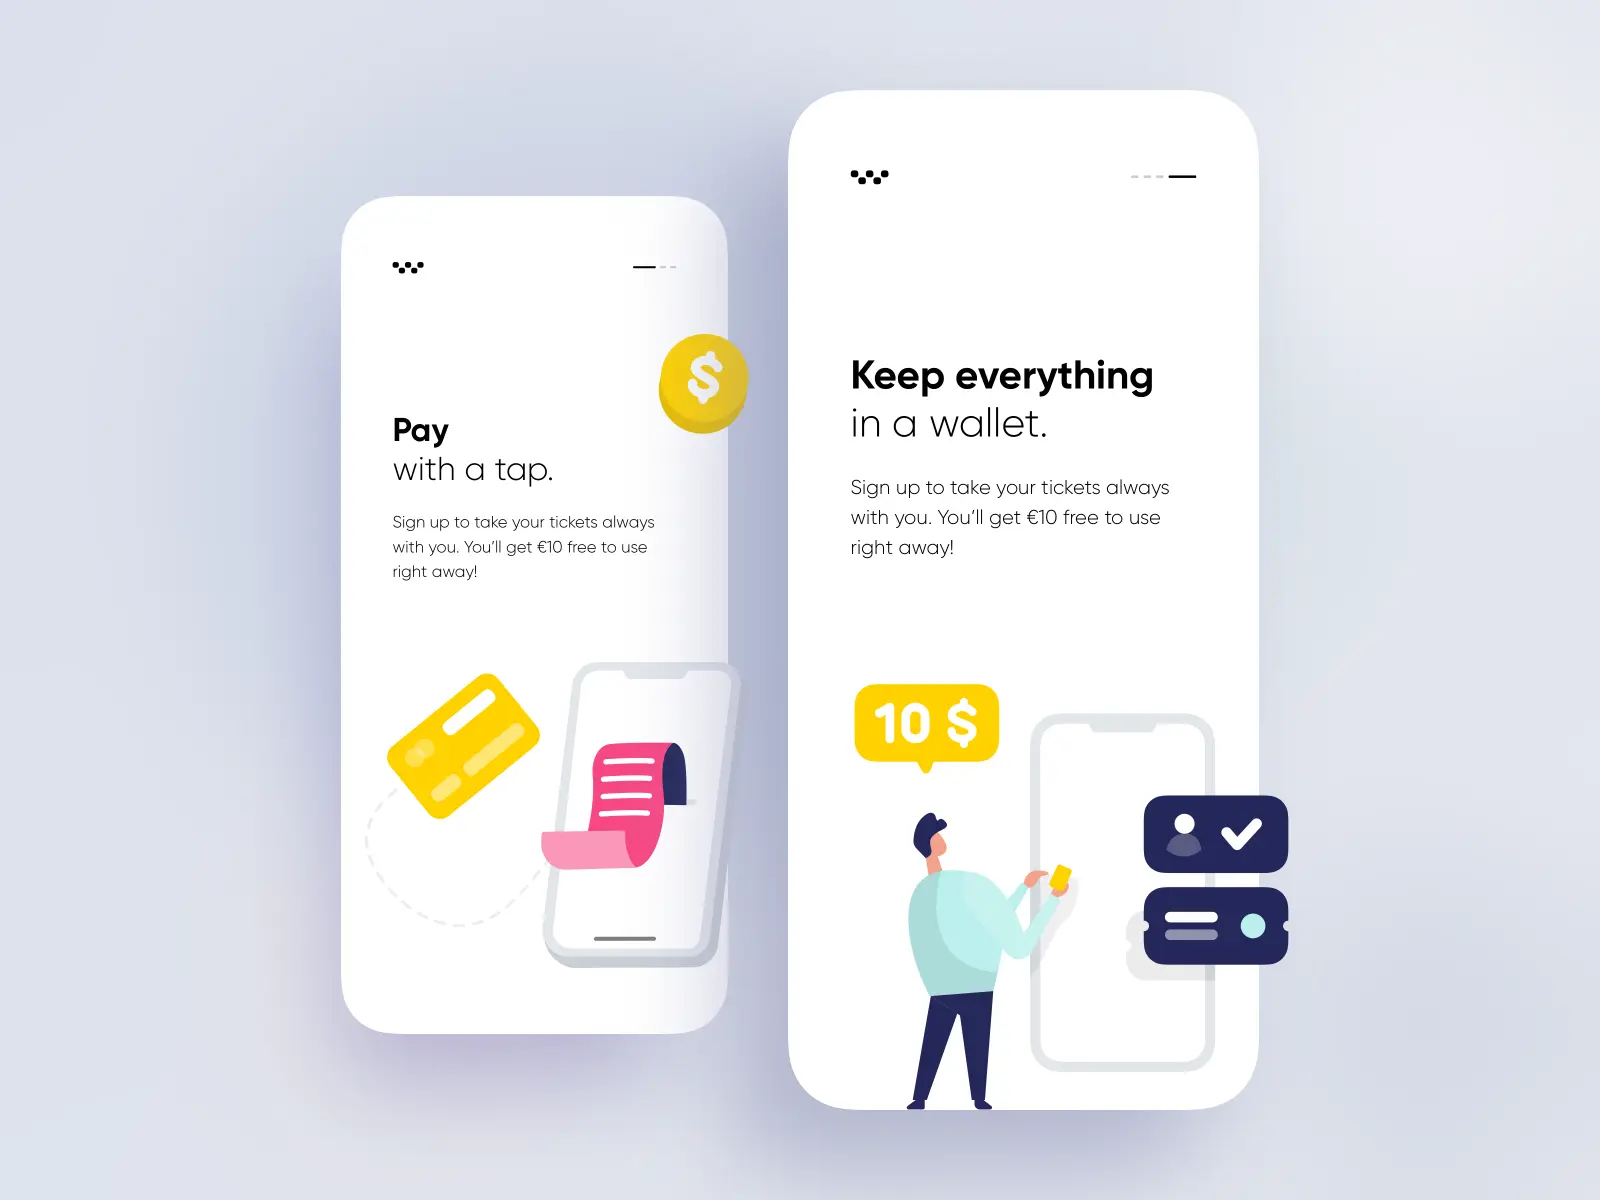 Pay
with a tap.
Sign up to take your tickets always
with you. You’ll get €10 free to use
right away!
$
Keep everything
in a wallet.
Sign up to take your tickets always
with you. You’ll get €10 free to use
right away!
10 $